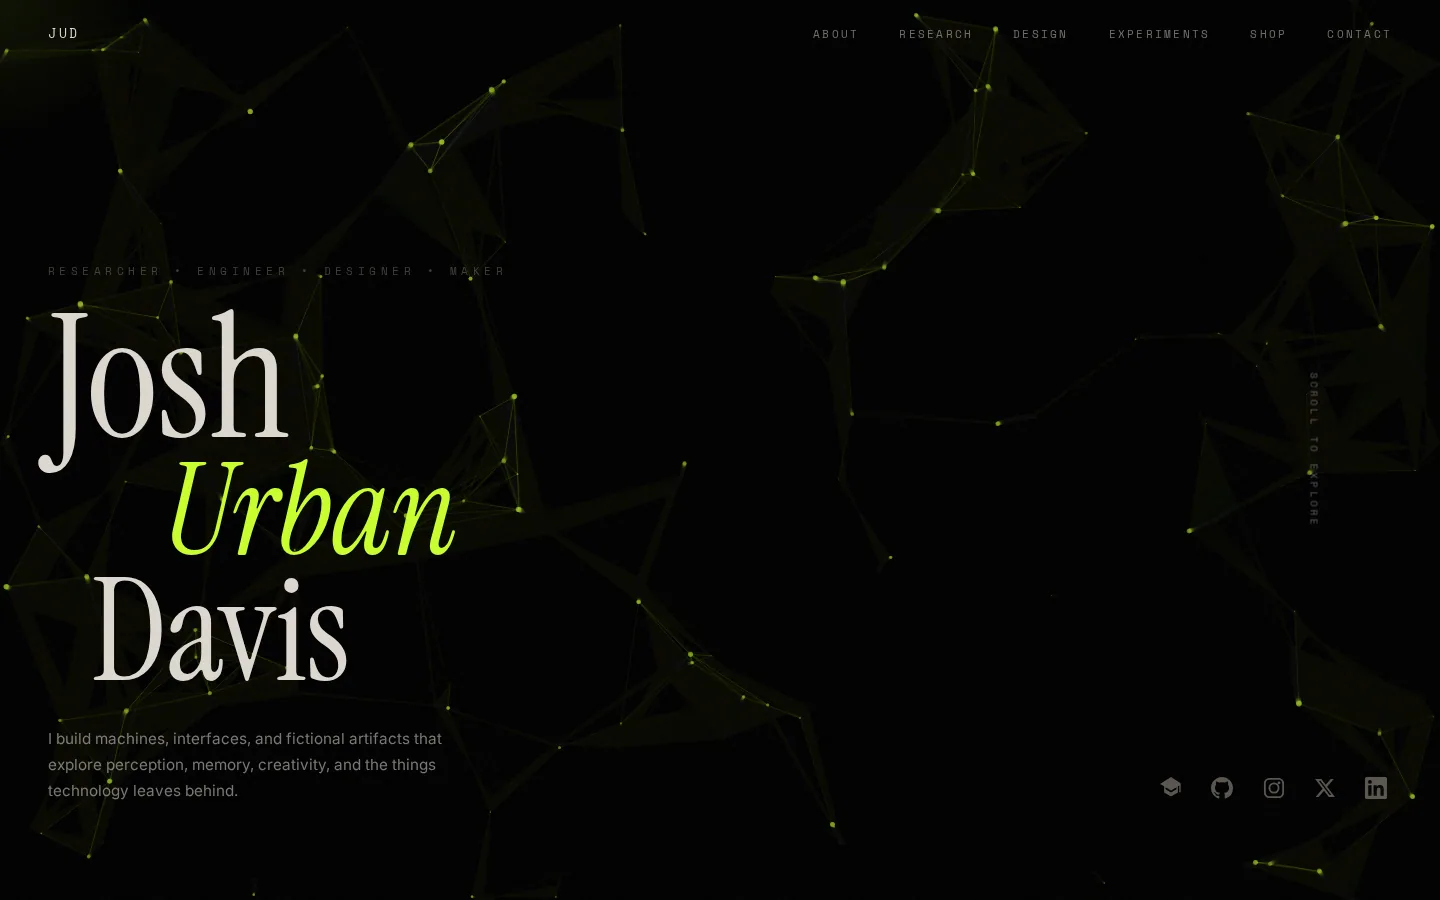 JUD
ABOUT RESEARCH DESIGN EXPERIMENTS SHOP CONTACT
RESEARCHER • ENGINEER • DESIGNER • MAKER
Josh
Urban
Davis
SCROLL TO EXPLORE
I build machines, interfaces, and fictional artifacts that
explore perception, memory, creativity, and the things
technology leaves behind.